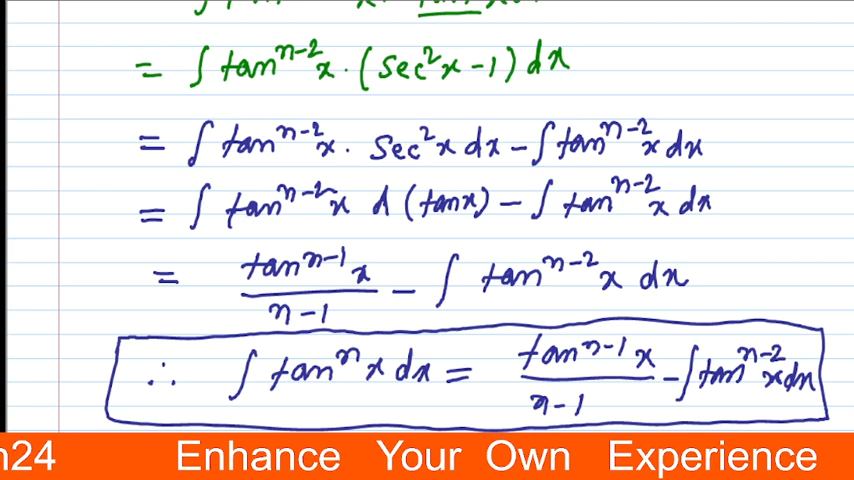 = ∫ tanⁿ⁻²x · (sec²x - 1) dx
= ∫ tanⁿ⁻²x · sec²x dx - ∫ tanⁿ⁻²x dx
= ∫ tanⁿ⁻²x d (tanx) - ∫ tanⁿ⁻²x dx
= tanⁿ⁻¹x / n-1 - ∫ tanⁿ⁻²x dx
∴ ∫ tanⁿx dx = tanⁿ⁻¹x / n-1 - ∫ tanⁿ⁻²x dx
n24 Enhance Your Own Experience